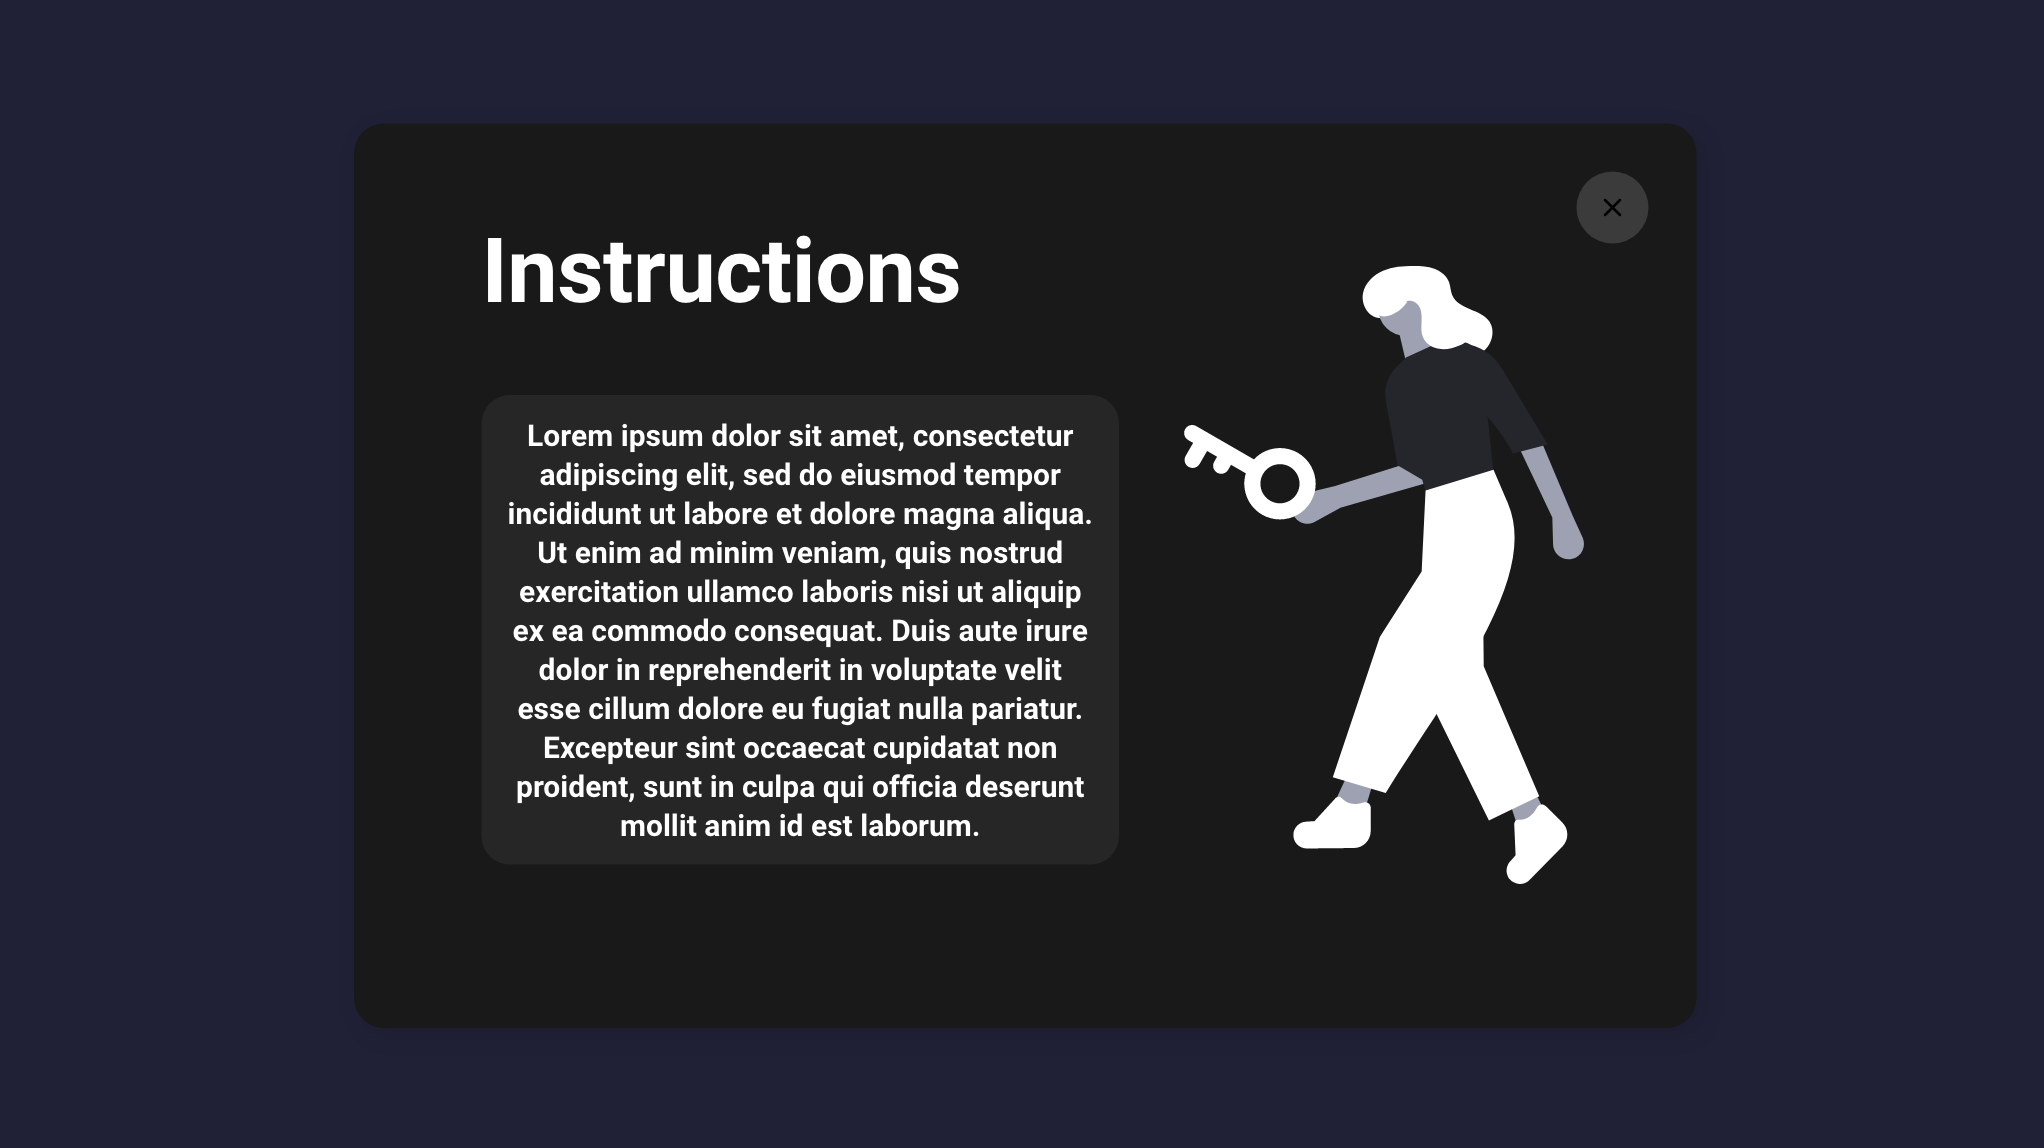 Instructions
Lorem ipsum dolor sit amet, consectetur
adipiscing elit, sed do eiusmod tempor
incididunt ut labore et dolore magna aliqua.
Ut enim ad minim veniam, quis nostrud
exercitation ullamco laboris nisi ut aliquip
ex ea commodo consequat. Duis aute irure
dolor in reprehenderit in voluptate velit
esse cillum dolore eu fugiat nulla pariatur.
Excepteur sint occaecat cupidatat non
proident, sunt in culpa qui officia deserunt
mollit anim id est laborum.